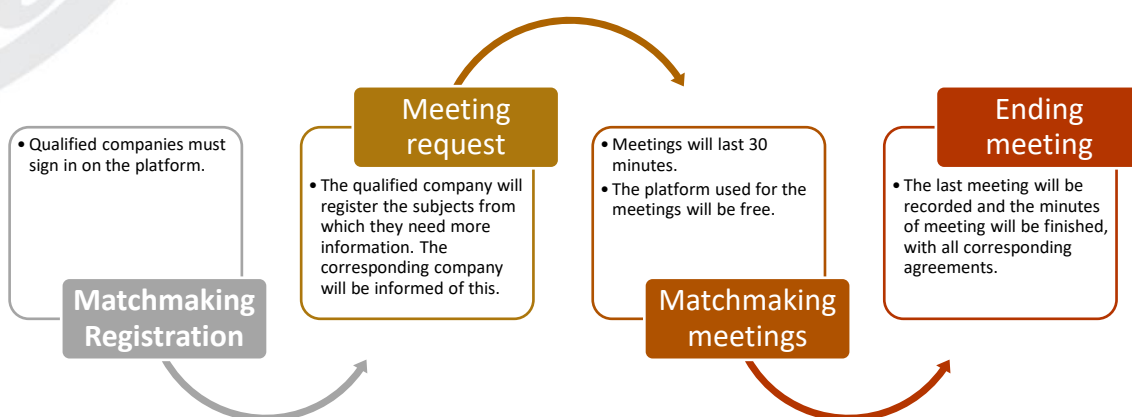 • Qualified companies must
sign in on the platform.
Matchmaking
Registration
Meeting
request
• The qualified company will
register the subjects from
which they need more
information. The
corresponding company
will be informed of this.
• Meetings will last 30
minutes.
• The platform used for the
meetings will be free.
Matchmaking
meetings
Ending
meeting
• The last meeting will be
recorded and the minutes
of meeting will be finished,
with all corresponding
agreements.